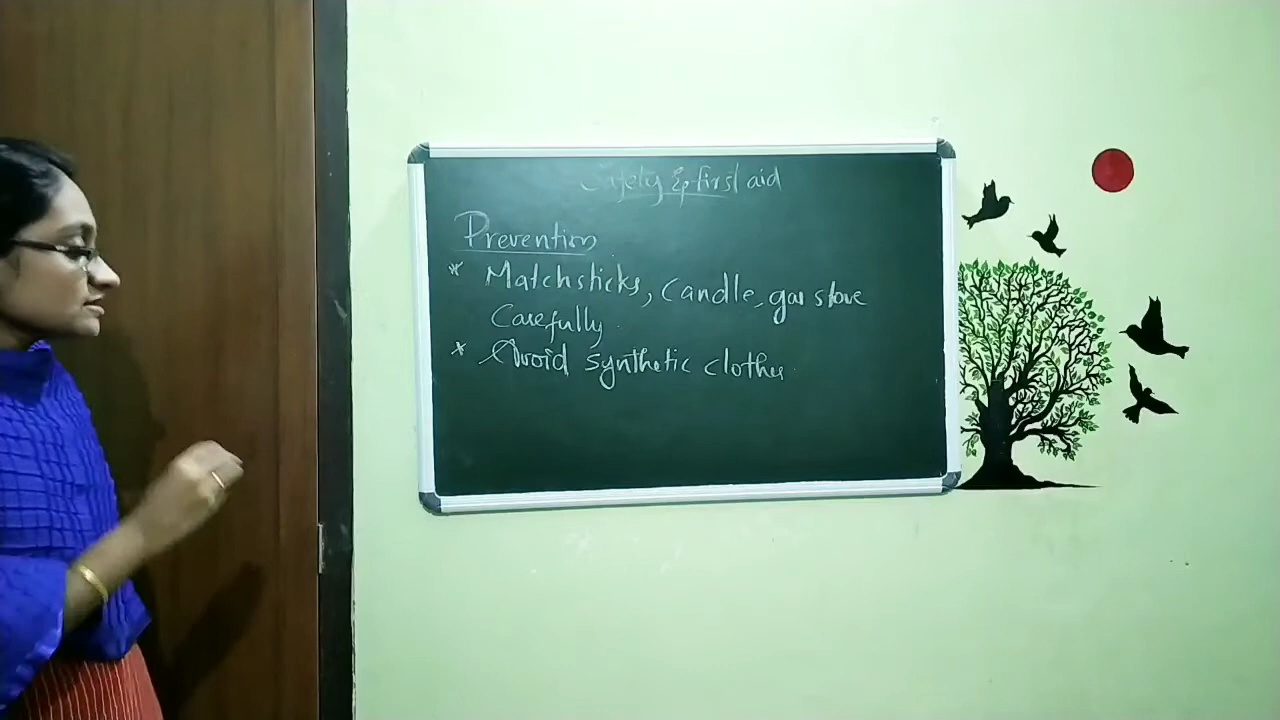 Safety & first aid
Prevention
* Matchsticks, Candle, gas stove
Carefully.
* Avoid synthetic clothes.